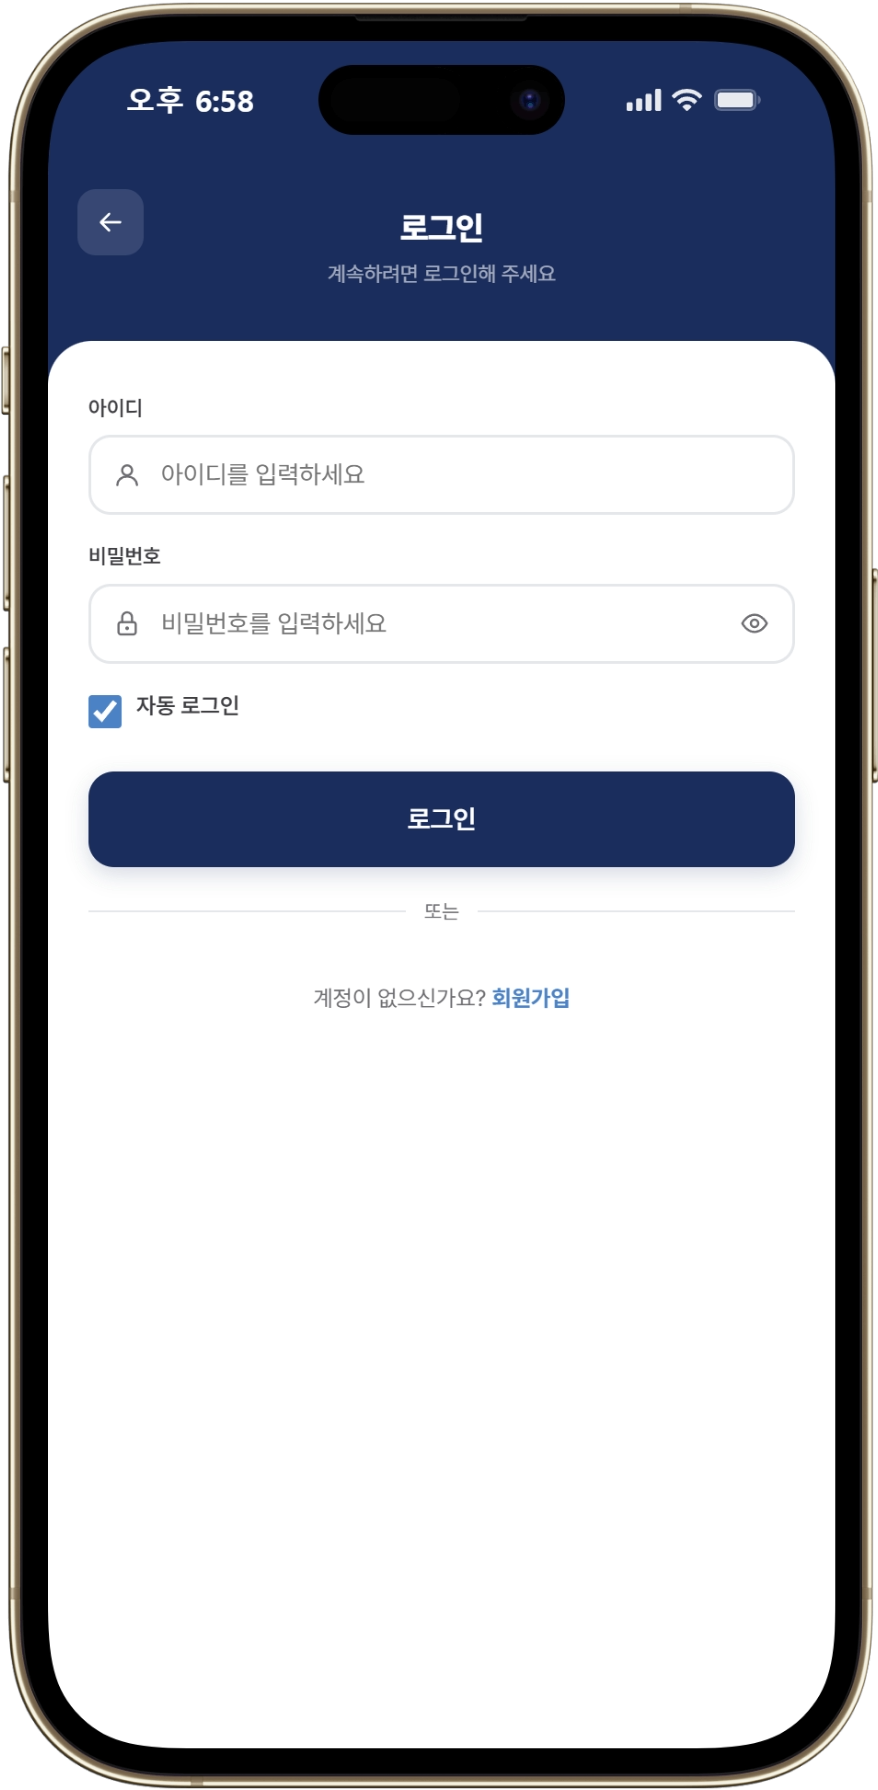 오후 6:58
로그인
계속하려면 로그인해 주세요
아이디
아이디를 입력하세요
비밀번호
비밀번호를 입력하세요
자동 로그인
로그인
또는
계정이 없으신가요? 회원가입